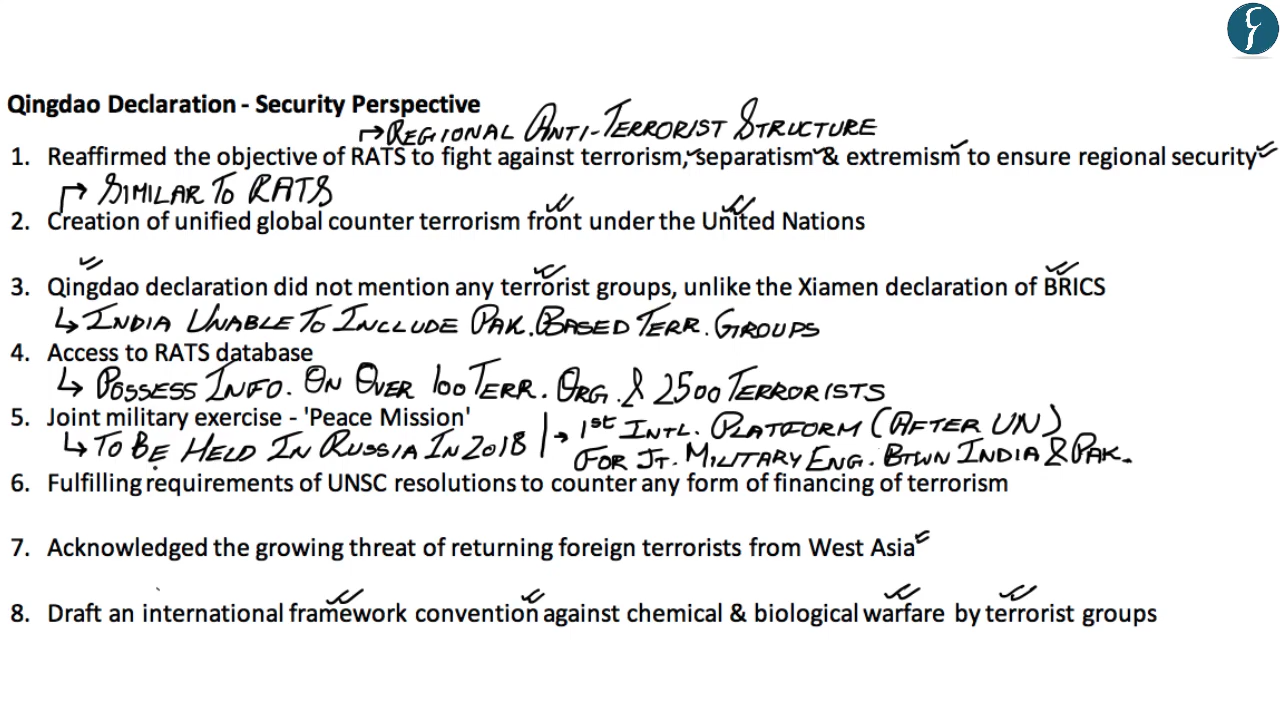 Qingdao Declaration - Security Perspective
→ REGIONAL ANTI-TERRORIST STRUCTURE
1. Reaffirmed the objective of RATS to fight against terrorism, separatism & extremism to ensure regional security
→ SIMILAR TO RATS
2. Creation of unified global counter terrorism front under the United Nations
3. Qingdao declaration did not mention any terrorist groups, unlike the Xiamen declaration of BRICS
↳ INDIA UNABLE TO INCLUDE PAK. BASED TERR. GROUPS
4. Access to RATS database
↳ POSSESS INFO. ON OVER 100 TERR. ORG. & 2500 TERRORISTS
5. Joint military exercise - 'Peace Mission'
↳ TO BE HELD IN RUSSIA IN 2018 | → 1st INTL. PLATFORM (AFTER UN)
FOR JT. MILITARY ENG. BTWN INDIA & PAK.
6. Fulfilling requirements of UNSC resolutions to counter any form of financing of terrorism
7. Acknowledged the growing threat of returning foreign terrorists from West Asia
8. Draft an international framework convention against chemical & biological warfare by terrorist groups